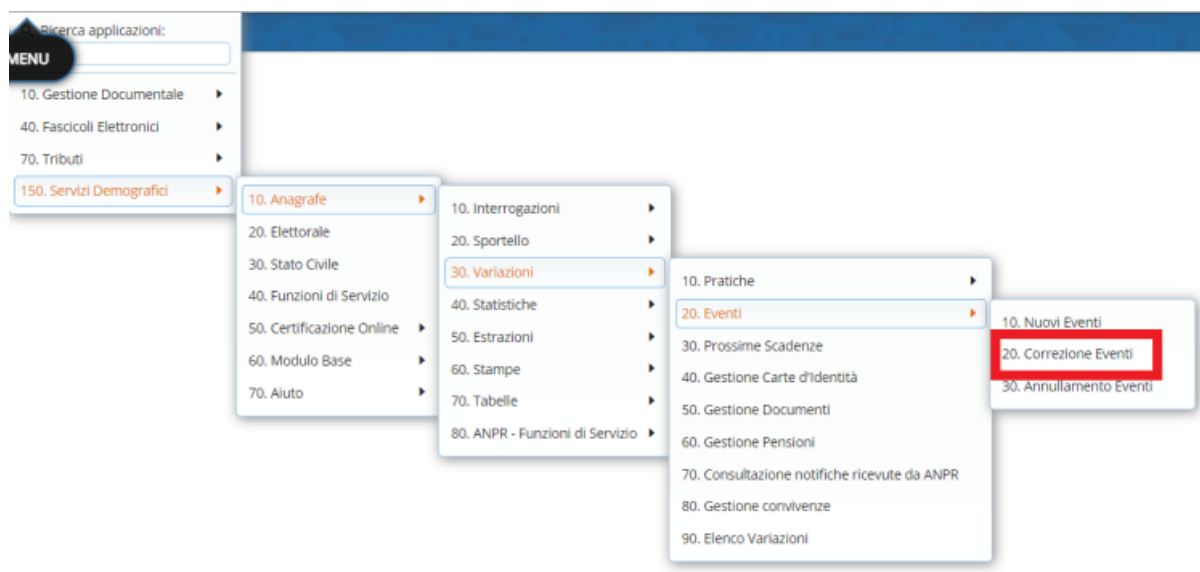 Ricerca applicazioni:
MENU
10. Gestione Documentale
40. Fascicoli Elettronici
70. Tributi
150. Servizi Demografici
10. Anagrafe
20. Elettorale
30. Stato Civile
40. Funzioni di Servizio
50. Certificazione Online
60. Modulo Base
70. Aiuto
10. Interrogazioni
20. Sportello
30. Variazioni
40. Statistiche
50. Estrazioni
60. Stampe
70. Tabelle
80. ANPR - Funzioni di Servizio
10. Pratiche
20. Eventi
30. Prossime Scadenze
40. Gestione Carte d'Identità
50. Gestione Documenti
60. Gestione Pensioni
70. Consultazione notifiche ricevute da ANPR
80. Gestione convivenze
90. Elenco Variazioni
10. Nuovi Eventi
20. Correzione Eventi
30. Annullamento Eventi